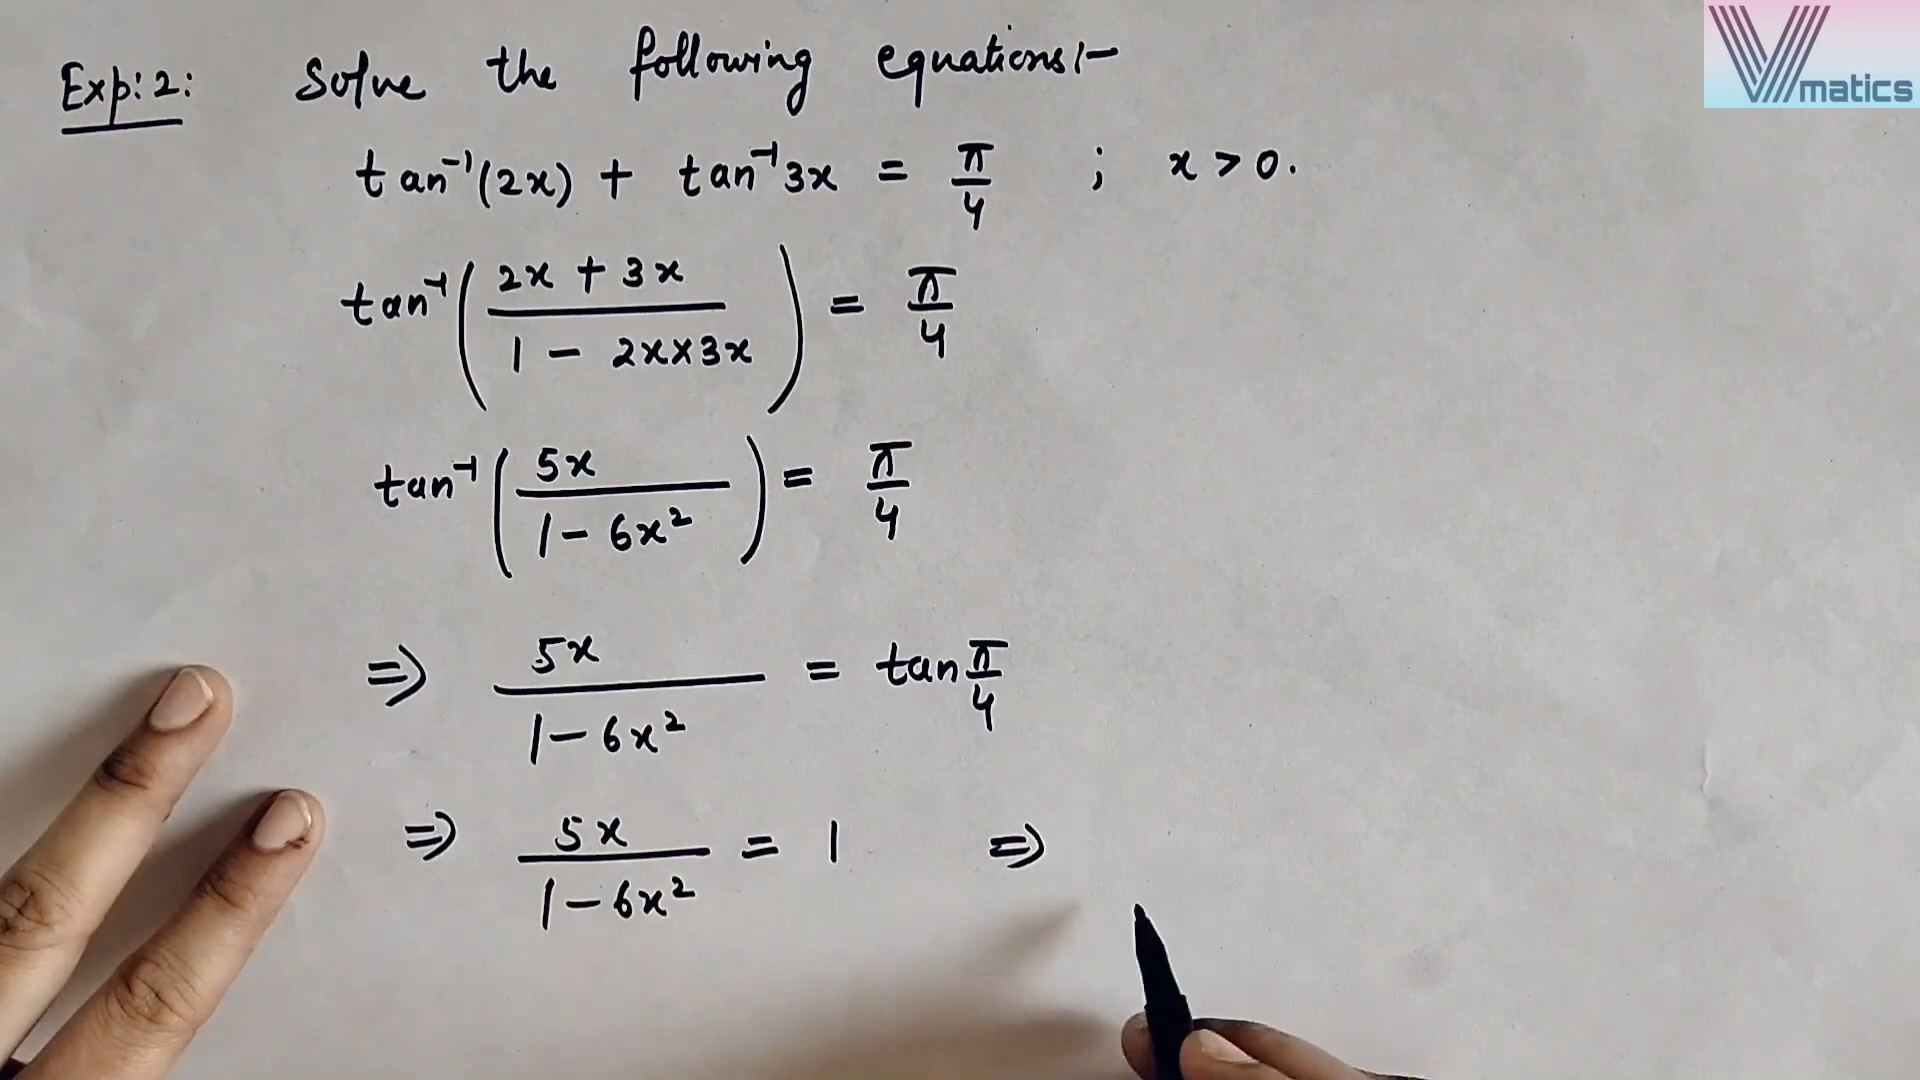 Exp: 2: Solve the following equations:-
tan⁻¹(2x) + tan⁻¹3x = π/4 ; x > 0.
tan⁻¹((2x + 3x)/(1 - 2x×3x)) = π/4
tan⁻¹(5x/(1 - 6x²)) = π/4
⇒ 5x/(1 - 6x²) = tan π/4
⇒ 5x/(1 - 6x²) = 1 ⇒
Vmatics